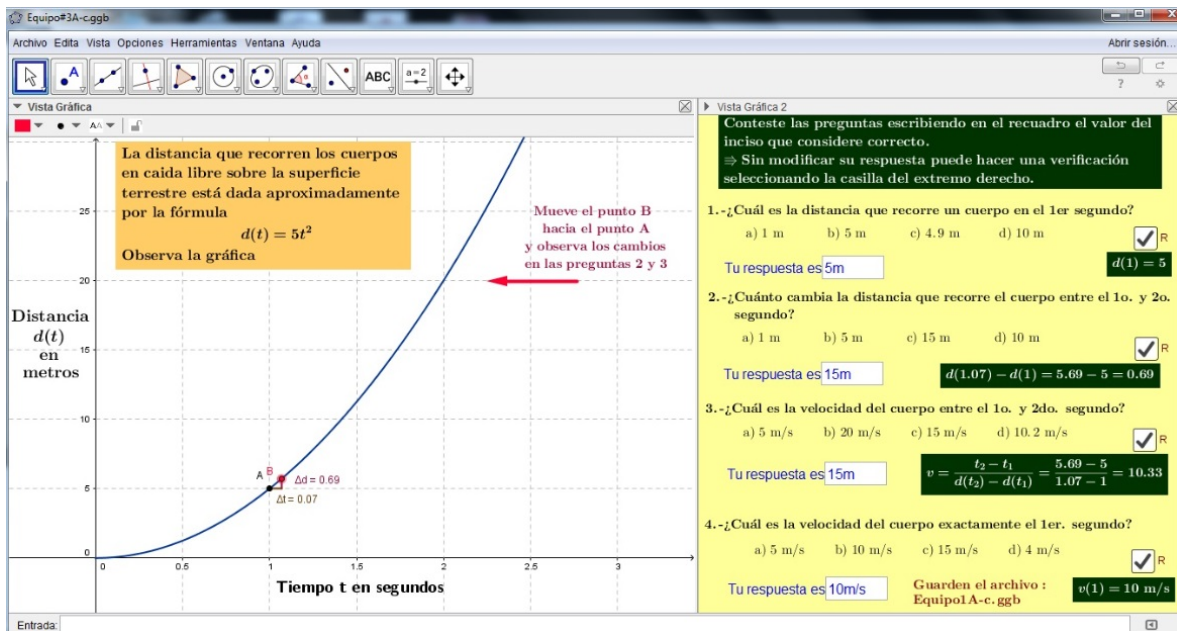 Equipo#3A-c.ggb
Archivo Edita Vista Opciones Herramientas Ventana Ayuda
Abrir sesión...
A
ABC
a=2
Vista Gráfica
Vista Gráfica 2
La distancia que recorren los cuerpos
en caida libre sobre la superficie
terrestre está dada aproximadamente
por la fórmula
d(t) = 5t²
Observa la gráfica
Mueve el punto B
hacia el punto A
y observa los cambios
en las preguntas 2 y 3
Distancia
d(t)
en
metros
25
20
15
10
5
0
A B
Δd = 0.69
Δt = 0.07
0 0.5 1 1.5 2 2.5 3
Tiempo t en segundos
Conteste las preguntas escribiendo en el recuadro el valor del
inciso que considere correcto.
⇒ Sin modificar su respuesta puede hacer una verificación
seleccionando la casilla del extremo derecho.
1.-¿Cuál es la distancia que recorre un cuerpo en el 1er segundo?
a) 1 m b) 5 m c) 4.9 m d) 10 m
R
Tu respuesta es 5m
d(1) = 5
2.-¿Cuánto cambia la distancia que recorre el cuerpo entre el 1o. y 2o.
segundo?
a) 1 m b) 5 m c) 15 m d) 10 m
R
Tu respuesta es 15m
d(1.07) − d(1) = 5.69 − 5 = 0.69
3.-¿Cuál es la velocidad del cuerpo entre el 1o. y 2do. segundo?
a) 5 m/s b) 20 m/s c) 15 m/s d) 10.2 m/s
R
Tu respuesta es 15m
v = (t₂ − t₁)/(d(t₂) − d(t₁)) = (5.69 − 5)/(1.07 − 1) = 10.33
4.-¿Cuál es la velocidad del cuerpo exactamente el 1er. segundo?
a) 5 m/s b) 10 m/s c) 15 m/s d) 4 m/s
R
Tu respuesta es 10m/s
Guarden el archivo :
Equipo1A-c.ggb
v(1) = 10 m/s
Entrada: